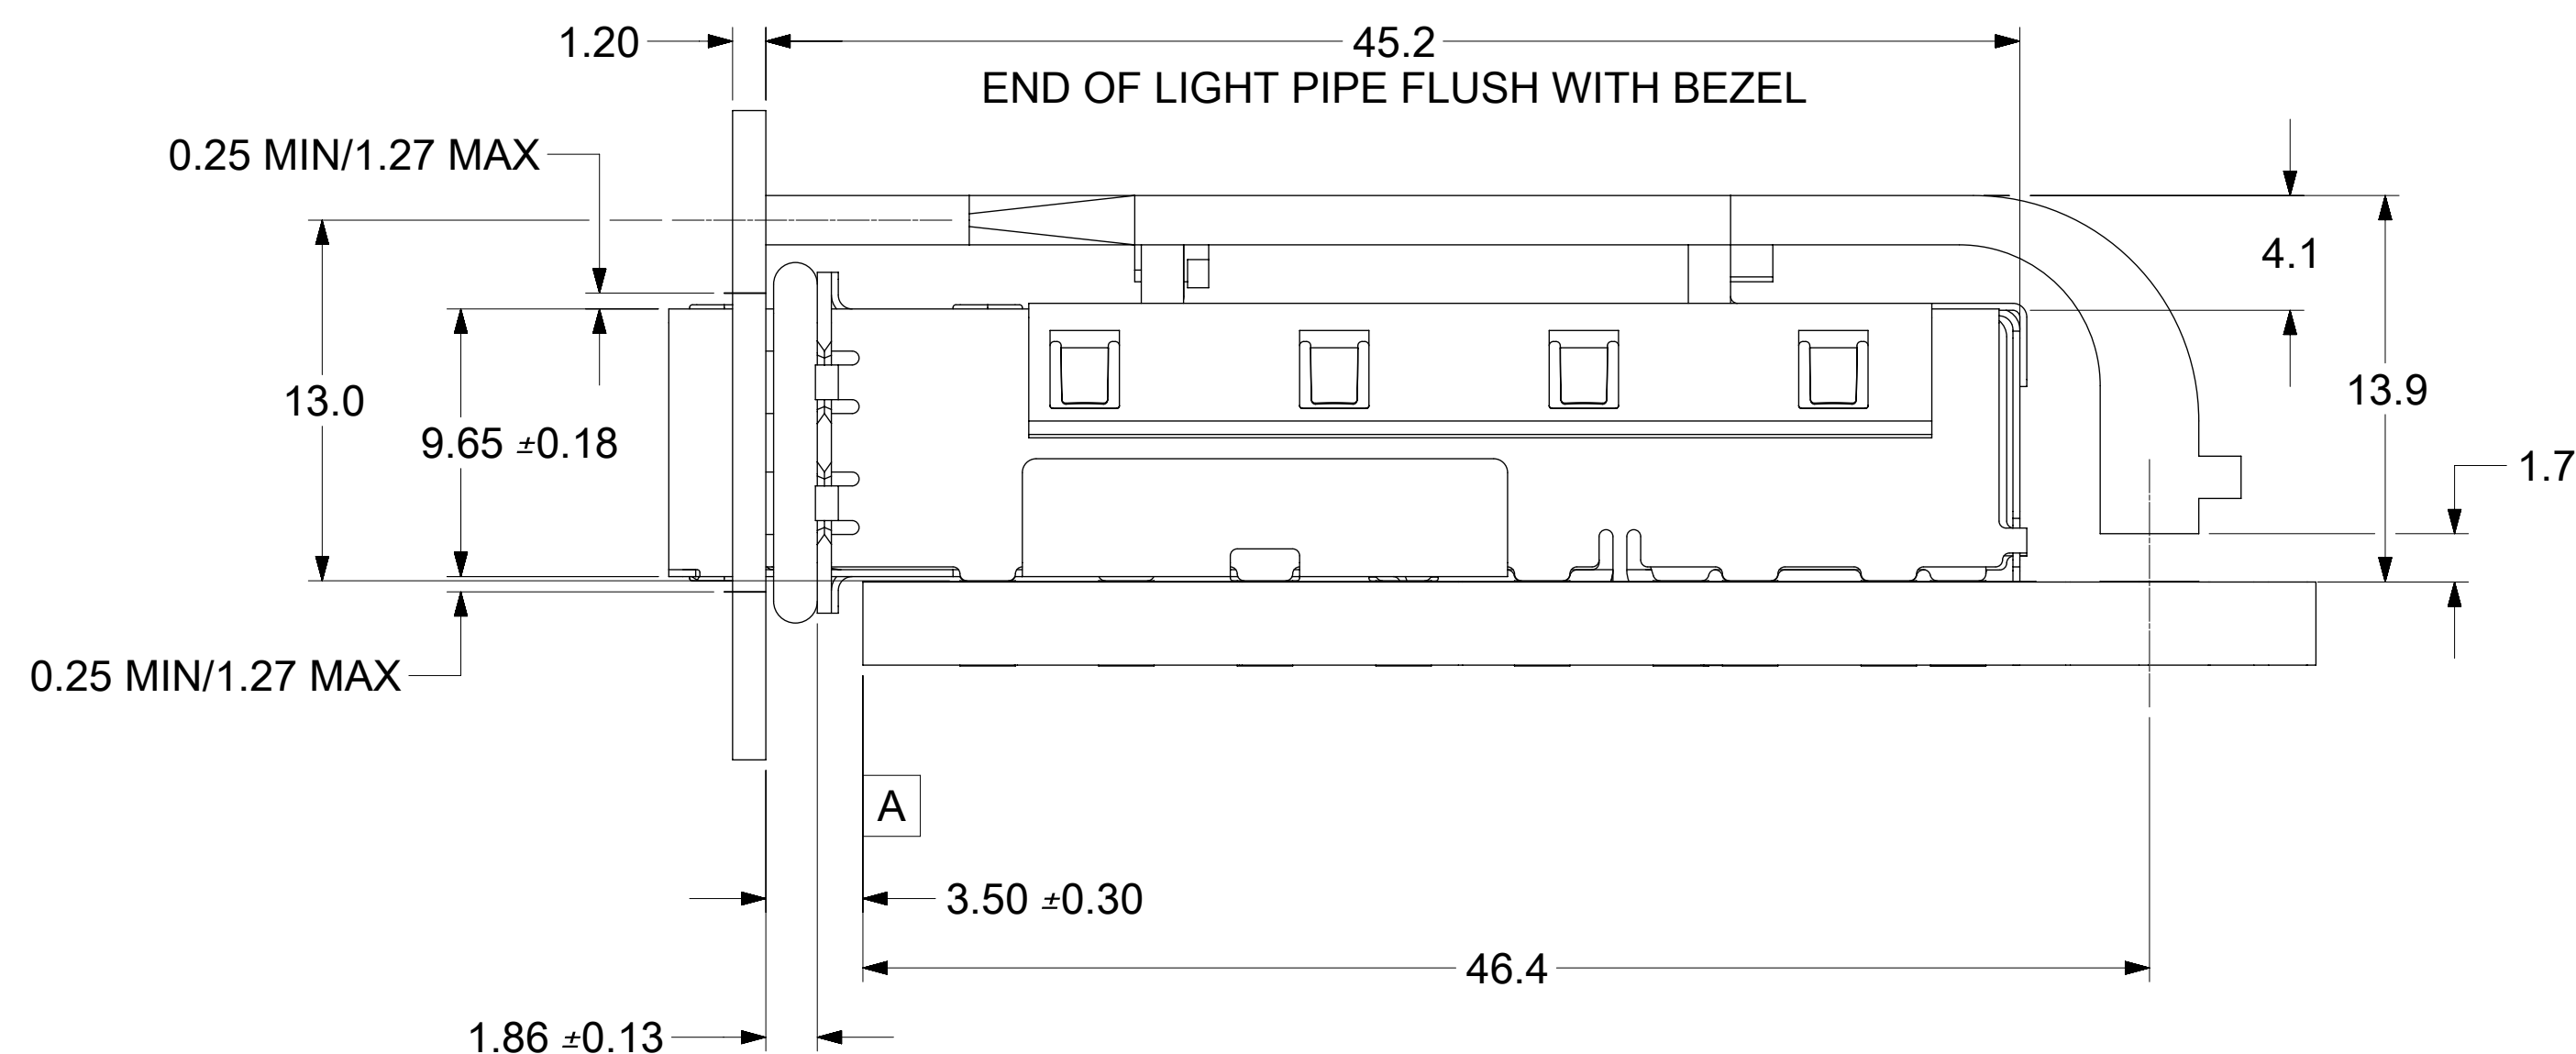 1.20
45.2
END OF LIGHT PIPE FLUSH WITH BEZEL
0.25 MIN/1.27 MAX
4.1
13.0
13.9
9.65 ±0.18
1.7
0.25 MIN/1.27 MAX
A
3.50 ±0.30
46.4
1.86 ±0.13